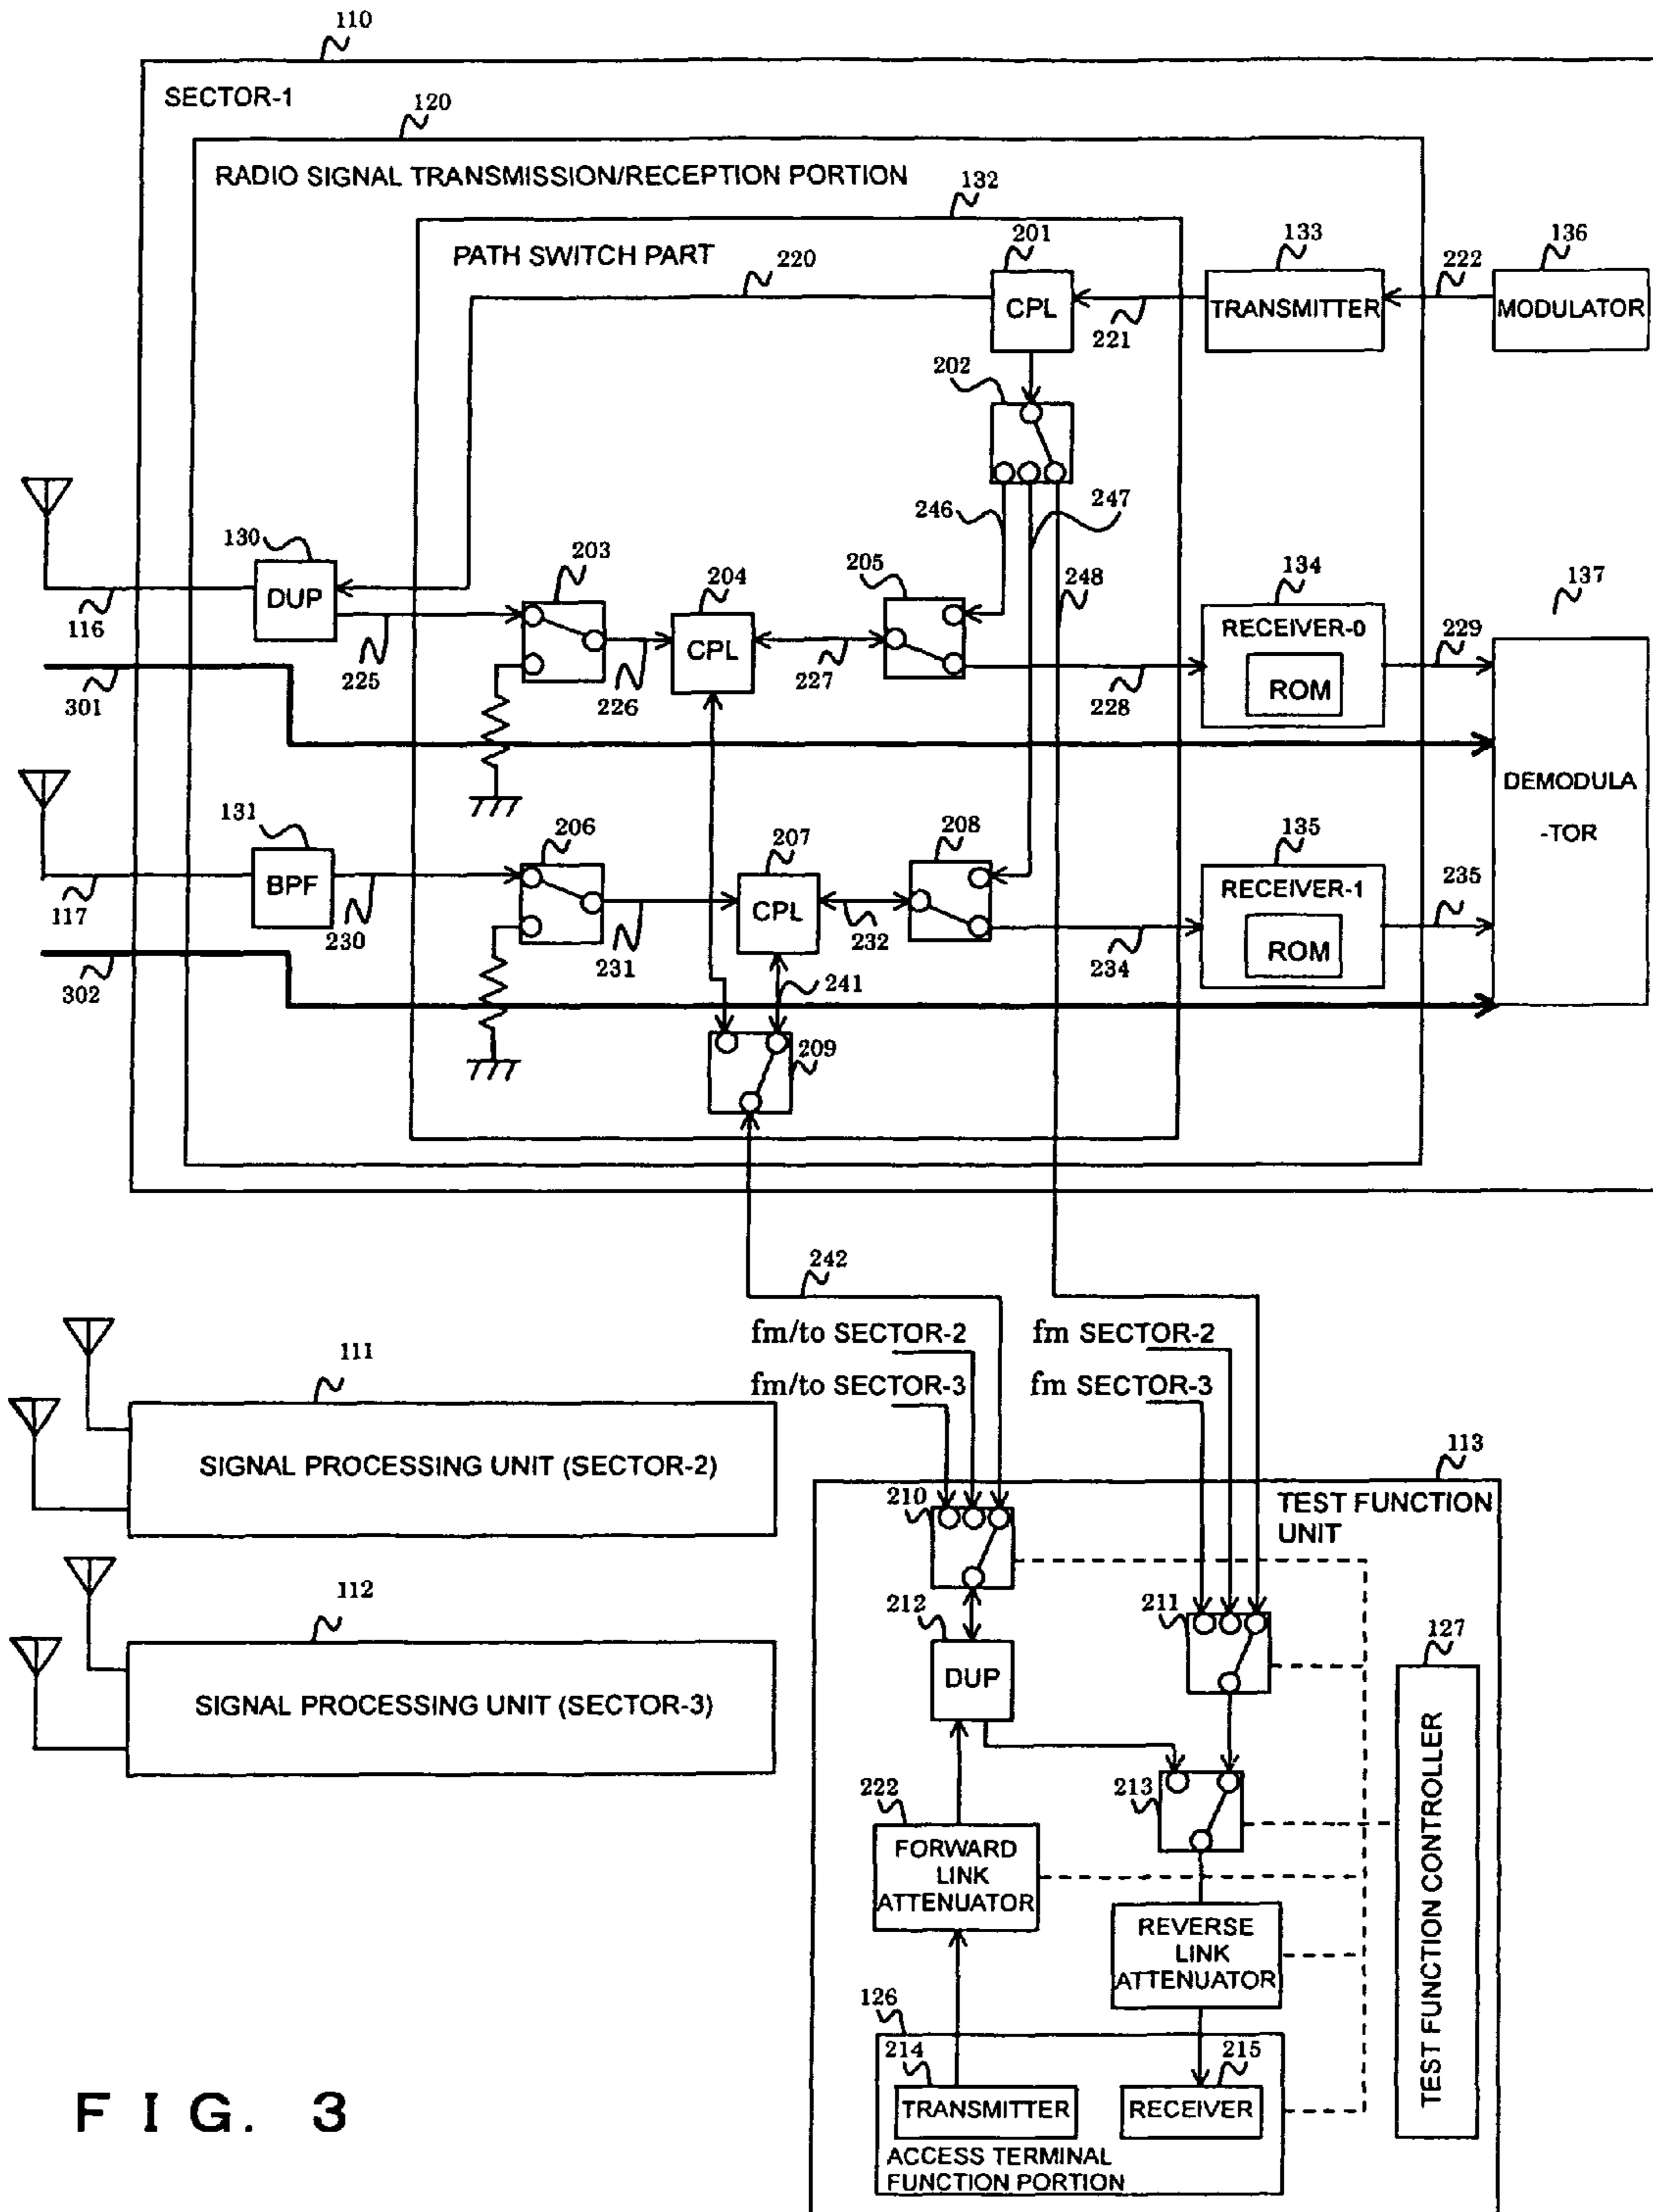 110
SECTOR-1
120
RADIO SIGNAL TRANSMISSION/RECEPTION PORTION
132
PATH SWITCH PART
220
201
CPL
221
133
TRANSMITTER
222
136
MODULATOR
202
246
247
248
130
DUP
116
225
203
226
204
CPL
227
205
228
134
RECEIVER-0
ROM
229
137
DEMODULA
-TOR
301
131
BPF
117
230
206
231
207
CPL
232
208
234
135
RECEIVER-1
ROM
235
302
241
209
242
fm/to SECTOR-2
fm SECTOR-2
fm/to SECTOR-3
fm SECTOR-3
111
SIGNAL PROCESSING UNIT (SECTOR-2)
112
SIGNAL PROCESSING UNIT (SECTOR-3)
113
TEST FUNCTION
UNIT
210
212
DUP
211
127
TEST FUNCTION CONTROLLER
213
222
FORWARD
LINK
ATTENUATOR
REVERSE
LINK
ATTENUATOR
126
214
TRANSMITTER
215
RECEIVER
ACCESS TERMINAL
FUNCTION PORTION
FIG. 3